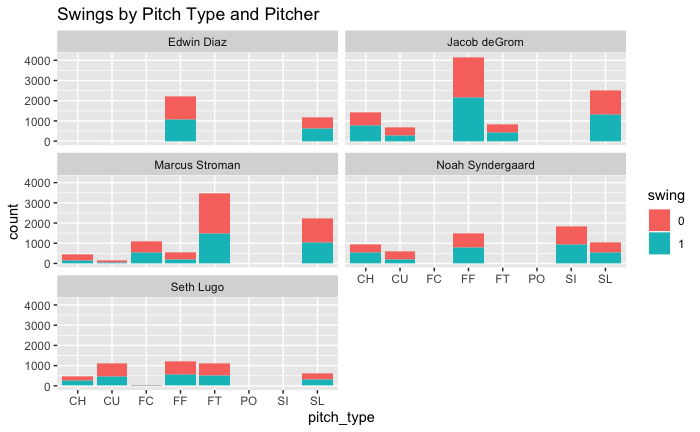 Swings by Pitch Type and Pitcher
Edwin Diaz
Jacob deGrom
4000
3000
2000
1000
0
Marcus Stroman
Noah Syndergaard
4000
3000
2000
1000
0
CH CU FC FF FT PO SI SL
Seth Lugo
4000
3000
2000
1000
0
CH CU FC FF FT PO SI SL
pitch_type
count
swing
0
1